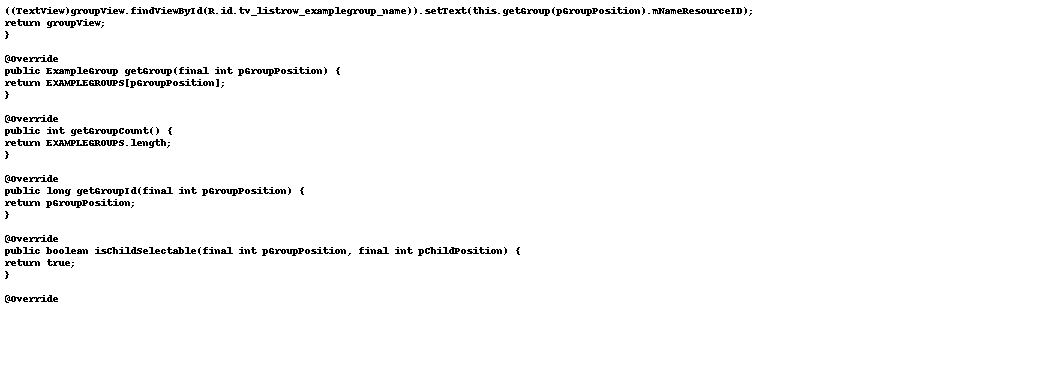 ((TextView)groupView.findViewById(R.id.tv_listrow_examplegroup_name)).setText(this.getGroup(pGroupPosition).mNameResourceID);
return groupView;
}

@Override
public ExampleGroup getGroup(final int pGroupPosition) {
return EXAMPLEGROUPS[pGroupPosition];
}

@Override
public int getGroupCount() {
return EXAMPLEGROUPS.length;
}

@Override
public long getGroupId(final int pGroupPosition) {
return pGroupPosition;
}

@Override
public boolean isChildSelectable(final int pGroupPosition, final int pChildPosition) {
return true;
}

@Override